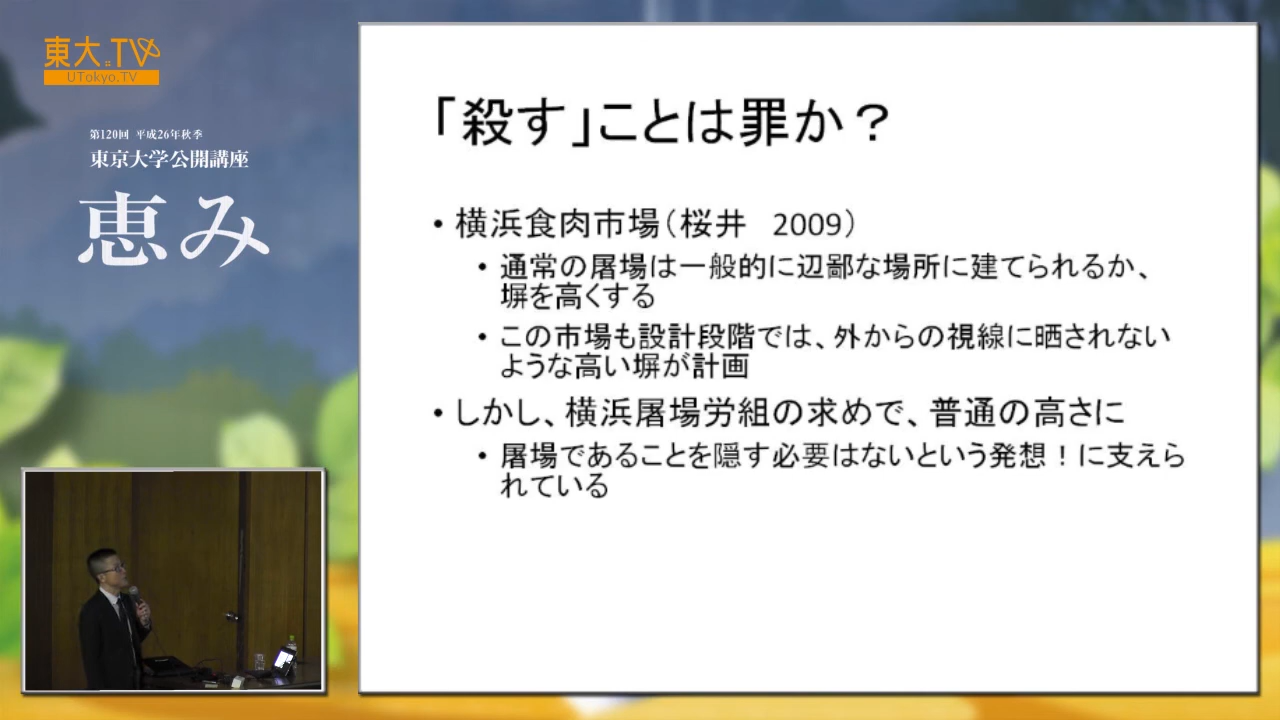 東大.TV
UTokyo.TV
第120回 平成26年秋季
東京大学公開講座
恵み
「殺す」ことは罪か？
• 横浜食肉市場（桜井　2009）
• 通常の屠場は一般的に辺鄙な場所に建てられるか、
塀を高くする
• この市場も設計段階では、外からの視線に晒されない
ような高い塀が計画
• しかし、横浜屠場労組の求めで、普通の高さに
• 屠場であることを隠す必要はないという発想！に支えら
れている